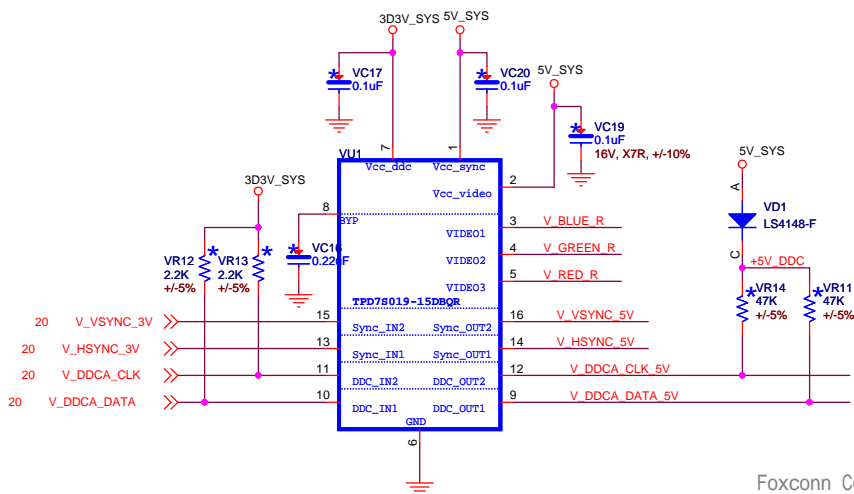 3D3V_SYS 5V_SYS
VC17
0.1uF
VC20
0.1uF
5V_SYS
VC19
0.1uF
16V, X7R, +/-10%
VU1
7
1
Vcc_ddc
Vcc_sync
2
Vcc_video
5V_SYS
A
VD1
LS4148-F
C
+5V_DDC
3D3V_SYS
8
BYP
VC16
0.22uF
VR12
2.2K
+/-5%
VR13
2.2K
+/-5%
3
V_BLUE_R
VIDEO1
4
V_GREEN_R
VIDEO2
5
V_RED_R
VIDEO3
TPD7S019-15DBQR
VR14
47K
+/-5%
VR11
47K
+/-5%
20 V_VSYNC_3V
15
Sync_IN2
Sync_OUT2
16
V_VSYNC_5V
20 V_HSYNC_3V
13
Sync_IN1
Sync_OUT1
14
V_HSYNC_5V
20 V_DDCA_CLK
11
DDC_IN2
DDC_OUT2
12
V_DDCA_CLK_5V
20 V_DDCA_DATA
10
DDC_IN1
DDC_OUT1
9
V_DDCA_DATA_5V
GND
6